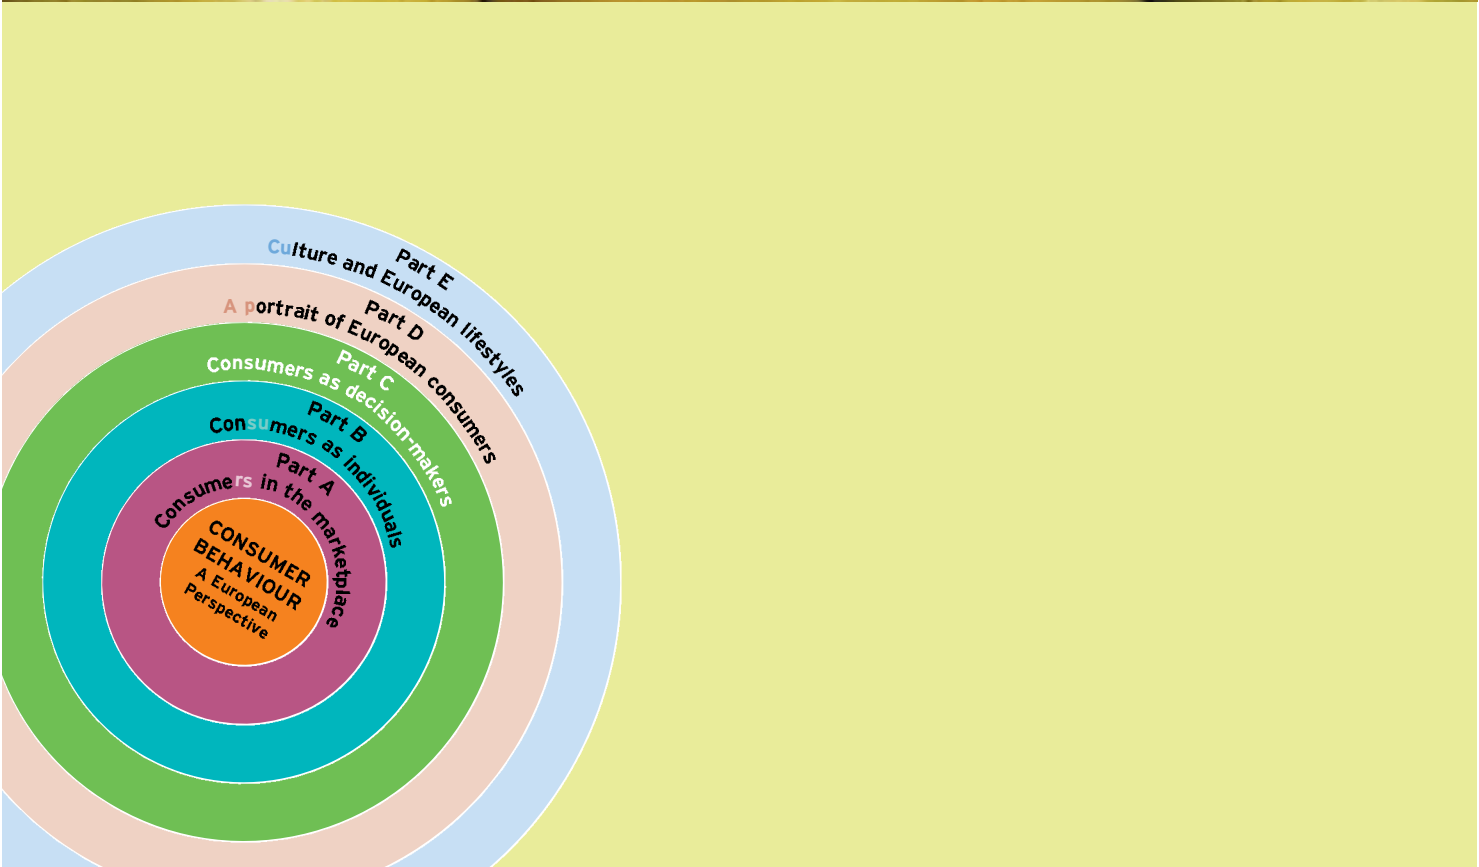 Part E
Culture and European lifestyles
Part D
A portrait of European consumers
Part C
Consumers as decision-makers
Part B
Consumers as individuals
Part A
Consumers in the marketplace
CONSUMER
BEHAVIOUR
A European
Perspective